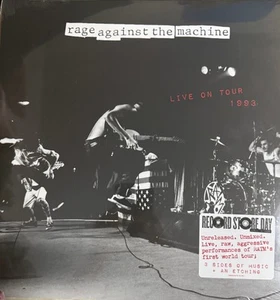 rage against the machine
LIVE ON TOUR
1993
RECORD STORE DAY
Unreleased. Unmixed.
Live, raw, aggressive
performances of RATM's
first world tour;
3 SIDES OF MUSIC
+ AN ETCHING